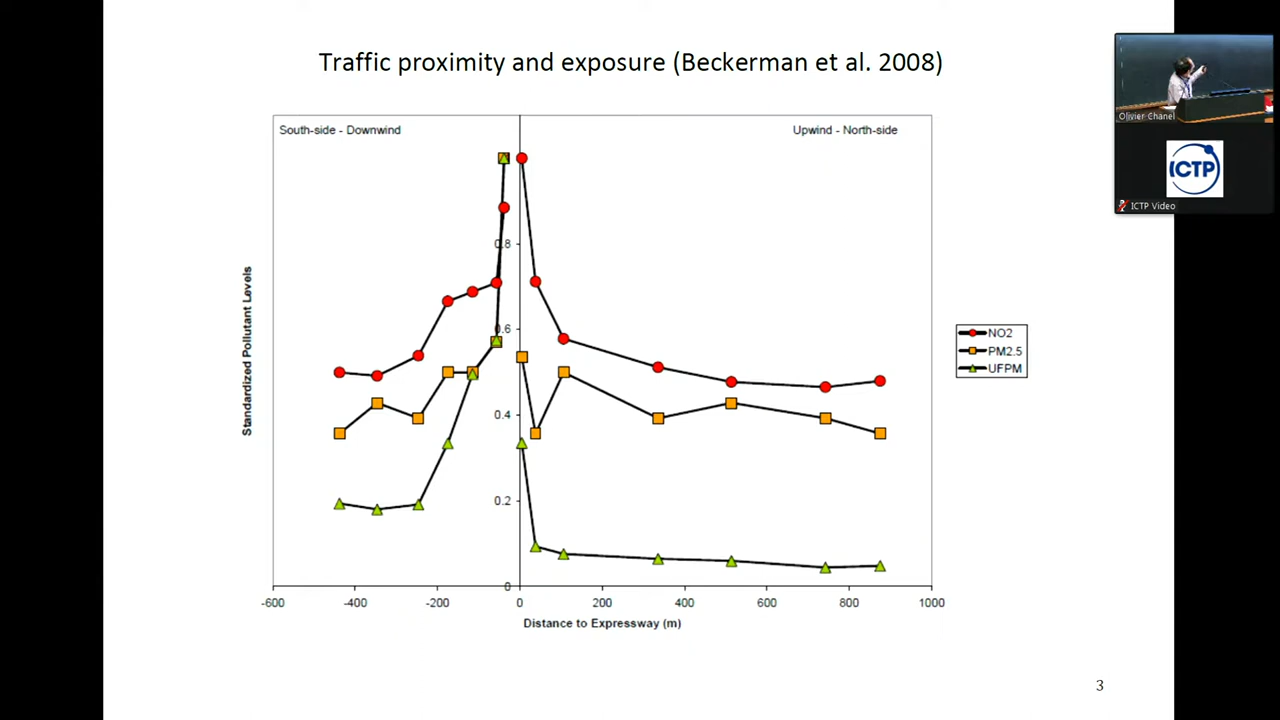 Traffic proximity and exposure (Beckerman et al. 2008)
South-side - Downwind
Upwind - North-side
Standardized Pollutant Levels
0.8
0.6
0.4
0.2
0
-600 -400 -200 0 200 400 600 800 1000
Distance to Expressway (m)
NO2
PM2.5
UFPM
3
Olivier Chanel
ICTP
ICTP Video